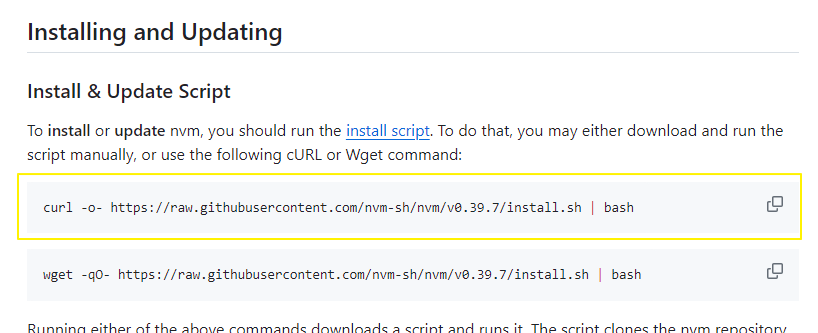 Installing and Updating
Install & Update Script
To install or update nvm, you should run the install script. To do that, you may either download and run the
script manually, or use the following cURL or Wget command:
curl -o- https://raw.githubusercontent.com/nvm-sh/nvm/v0.39.7/install.sh | bash
wget -qO- https://raw.githubusercontent.com/nvm-sh/nvm/v0.39.7/install.sh | bash
Running either of the above commands downloads a script and runs it. The script clones the nvm repository